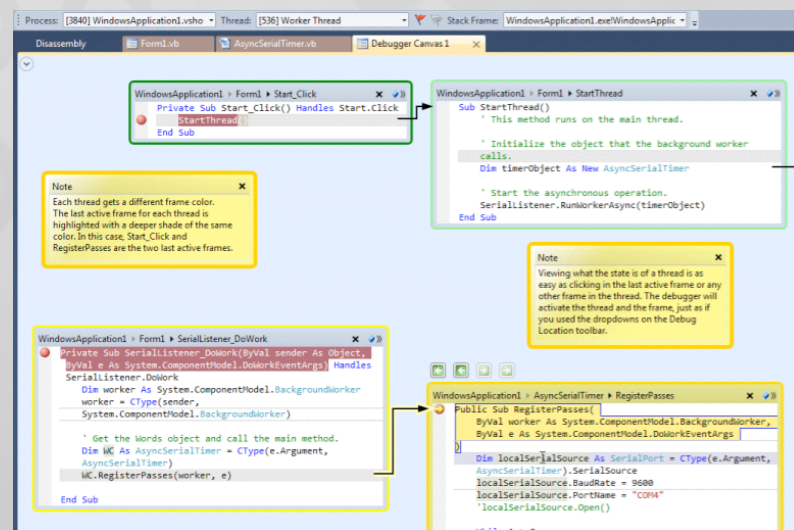 Process: [3840] WindowsApplication1.vsho Thread: [536] Worker Thread Stack Frame: WindowsApplication1.exe!WindowsApplic
Disassembly Form1.vb AsyncSerialTimer.vb Debugger Canvas 1 x
WindowsApplication1 > Form1 ▸ Start_Click
Private Sub Start_Click() Handles Start.Click
StartThread()
End Sub
WindowsApplication1 > Form1 ▸ StartThread
Sub StartThread()
' This method runs on the main thread.
' Initialize the object that the background worker
calls.
Dim timerObject As New AsyncSerialTimer
' Start the asynchronous operation.
SerialListener.RunWorkerAsync(timerObject)
End Sub
Note
Each thread gets a different frame color.
The last active frame for each thread is
highlighted with a deeper shade of the same
color. In this case, Start_Click and
RegisterPasses are the two last active frames.
Note
Viewing what the state is of a thread is as
easy as clicking in the last active frame or any
other frame in the thread. The debugger will
activate the thread and the frame, just as if
you used the dropdowns on the Debug
Location toolbar.
WindowsApplication1 > Form1 ▸ SerialListener_DoWork
Private Sub SerialListener_DoWork(ByVal sender As Object,
ByVal e As System.ComponentModel.DoWorkEventArgs) Handles
SerialListener.DoWork
Dim worker As System.ComponentModel.BackgroundWorker
worker = CType(sender,
System.ComponentModel.BackgroundWorker)
' Get the Words object and call the main method.
Dim WC As AsyncSerialTimer = CType(e.Argument,
AsyncSerialTimer)
WC.RegisterPasses(worker, e)
End Sub
WindowsApplication1 > AsyncSerialTimer ▸ RegisterPasses
Public Sub RegisterPasses(
ByVal worker As System.ComponentModel.BackgroundWorker,
ByVal e As System.ComponentModel.DoWorkEventArgs
)
Dim localSerialSource As SerialPort = CType(e.Argument,
AsyncSerialTimer).SerialSource
localSerialSource.BaudRate = 9600
localSerialSource.PortName = "COM4"
'localSerialSource.Open()